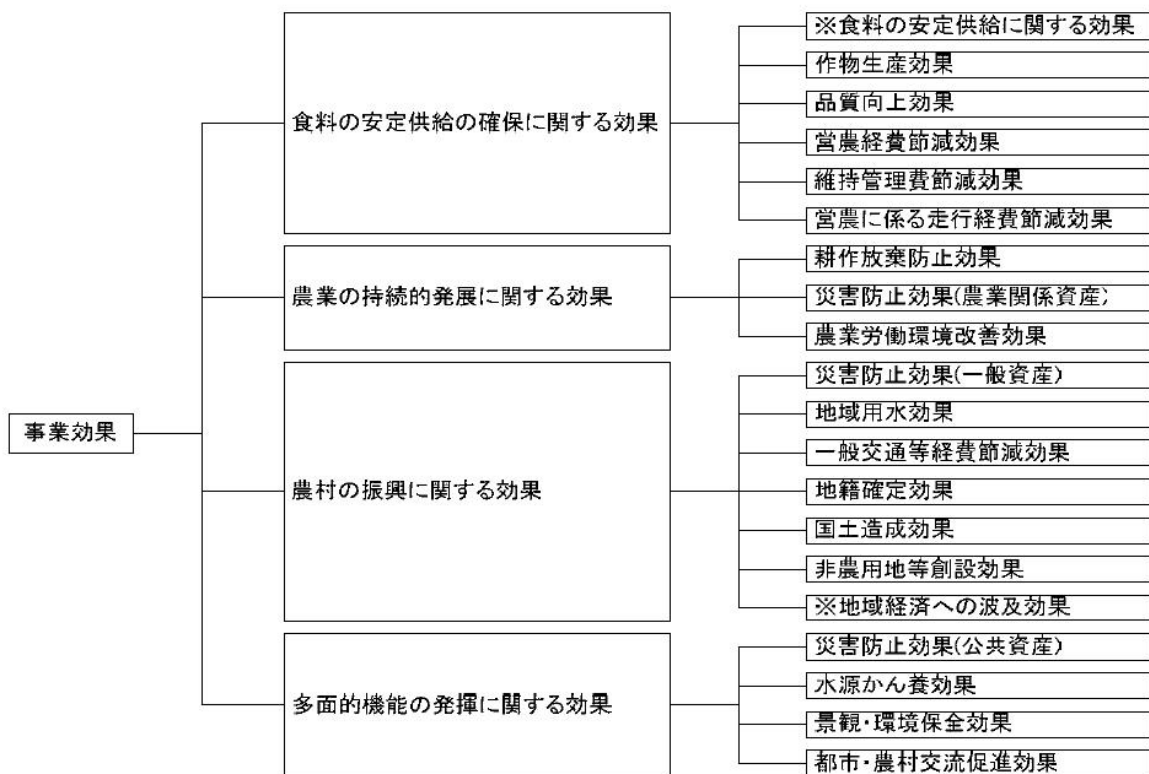 事業効果
食料の安定供給の確保に関する効果
※食料の安定供給に関する効果
作物生産効果
品質向上効果
営農経費節減効果
維持管理費節減効果
営農に係る走行経費節減効果
農業の持続的発展に関する効果
耕作放棄防止効果
災害防止効果(農業関係資産)
農業労働環境改善効果
農村の振興に関する効果
災害防止効果(一般資産)
地域用水効果
一般交通等経費節減効果
地籍確定効果
国土造成効果
非農用地等創設効果
※地域経済への波及効果
多面的機能の発揮に関する効果
災害防止効果(公共資産)
水源かん養効果
景観・環境保金効果
都市・農村交流促進効果